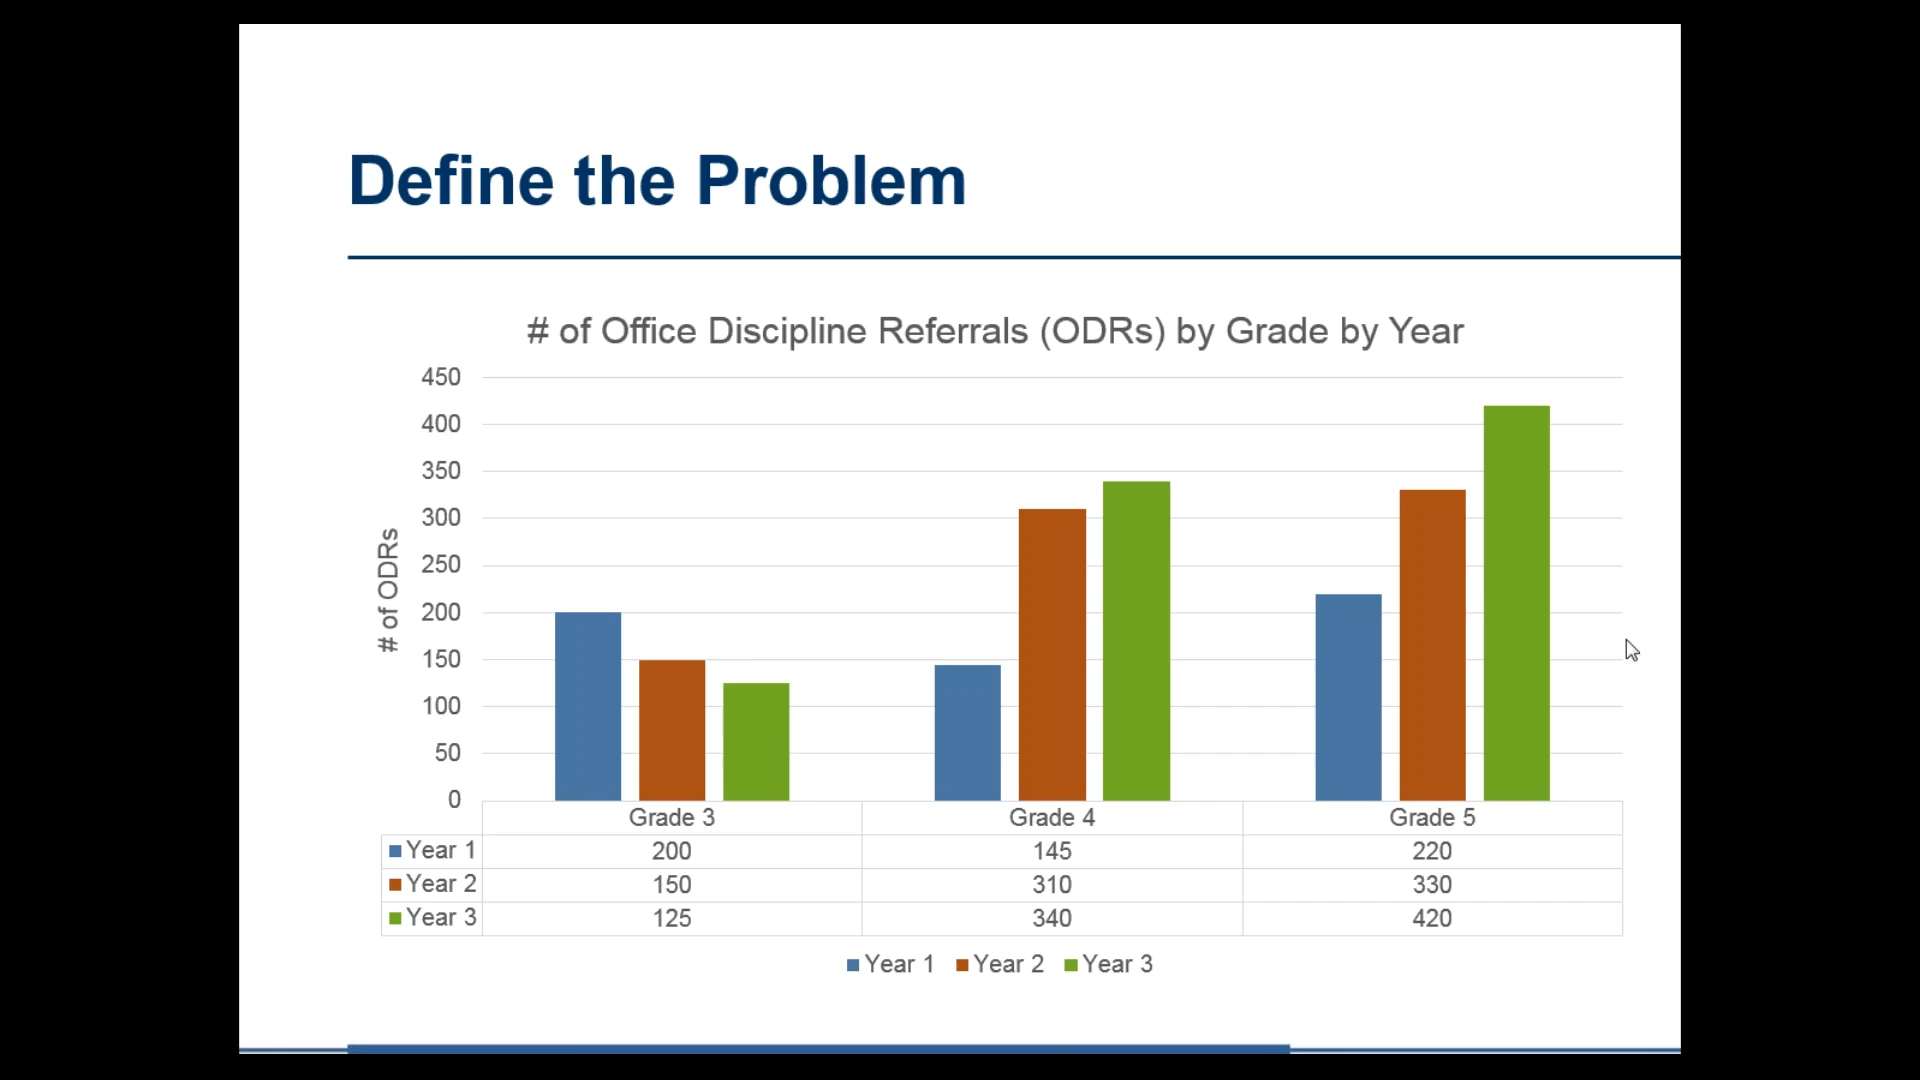 Define the Problem
# of Office Discipline Referrals (ODRs) by Grade by Year
450
400
350
300
250
200
150
100
50
0
# of ODRs
Grade 3 Grade 4 Grade 5
Year 1 200 145 220
Year 2 150 310 330
Year 3 125 340 420
Year 1 Year 2 Year 3